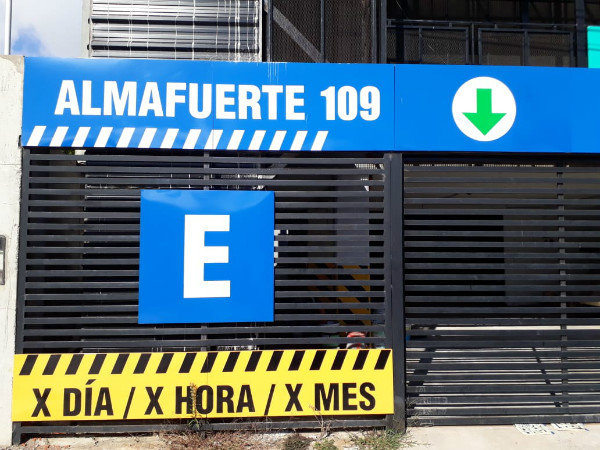 ALMAFUERTE 109
E
X DÍA / X HORA / X MES